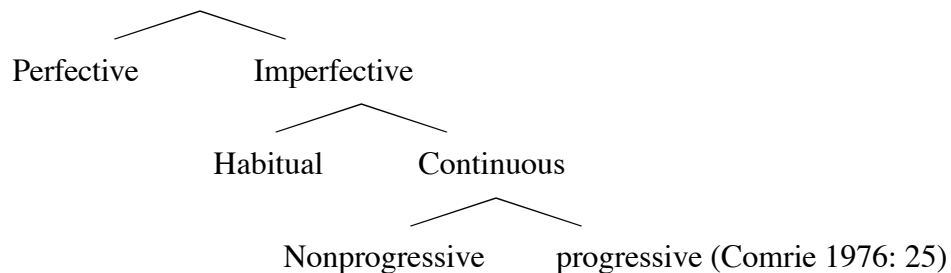 Perfective Imperfective
Habitual Continuous
Nonprogressive progressive (Comrie 1976: 25)